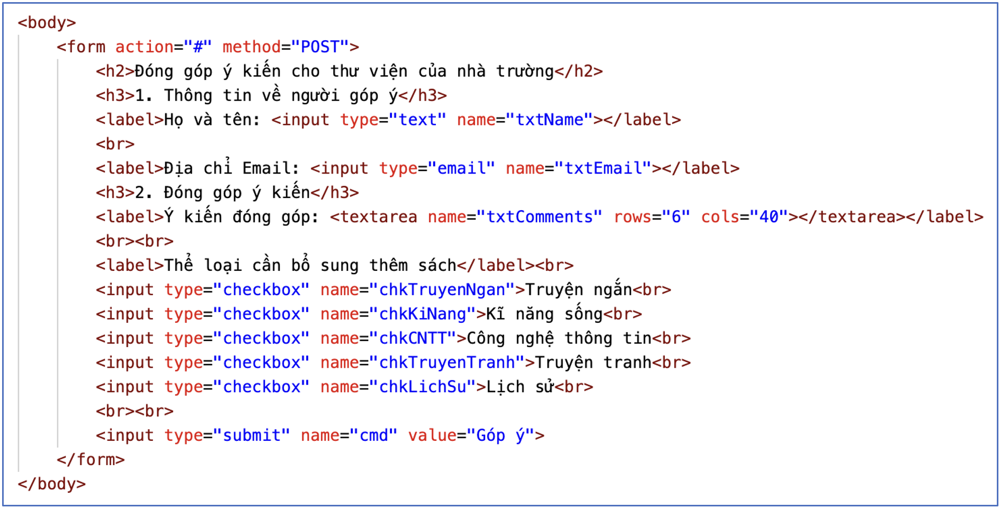 <body>
<form action="#" method="POST">
<h2>Đóng góp ý kiến cho thư viện của nhà trường</h2>
<h3>1. Thông tin về người góp ý</h3>
<label>Họ và tên: <input type="text" name="txtName"></label>
<br>
<label>Địa chỉ Email: <input type="email" name="txtEmail"></label>
<h3>2. Đóng góp ý kiến</h3>
<label>Ý kiến đóng góp: <textarea name="txtComments" rows="6" cols="40"></textarea></label>
<br><br>
<label>Thể loại cần bổ sung thêm sách</label><br>
<input type="checkbox" name="chkTruyenNgan">Truyện ngắn<br>
<input type="checkbox" name="chkKiNang">Kĩ năng sống<br>
<input type="checkbox" name="chkCNTT">Công nghệ thông tin<br>
<input type="checkbox" name="chkTruyenTranh">Truyện tranh<br>
<input type="checkbox" name="chkLichSu">Lịch sử<br>
<br><br>
<input type="submit" name="cmd" value="Góp ý">
</form>
</body>